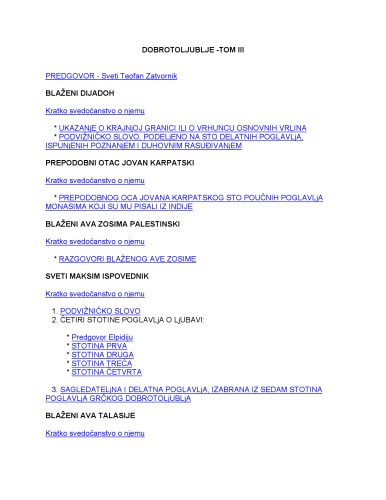 DOBROTOLJUBLJE -TOM III
PREDGOVOR - Sveti Teofan Zatvornik
BLAŽENI DIJADOH
Kratko svedočanstvo o njemu
* UKAZANjE O KRAJNjOJ GRANICI ILI O VRHUNCU OSNOVNIH VRLINA
* PODVIŽNIČKO SLOVO, PODELjENO NA STO DELATNIH POGLAVLjA,
ISPUNjENIH POZNANjEM I DUHOVNIM RASUĐIVANjEM
PREPODOBNI OTAC JOVAN KARPATSKI
Kratko svedočanstvo o njemu
* PREPODOBNOG OCA JOVANA KARPATSKOG STO POUČNIH POGLAVLjA
MONASIMA KOJI SU MU PISALI IZ INDIJE
BLAŽENI AVA ZOSIMA PALESTINSKI
Kratko svedočanstvo o njemu
* RAZGOVORI BLAŽENOG AVE ZOSIME
SVETI MAKSIM ISPOVEDNIK
Kratko svedočanstvo o njemu
1. PODVIŽNIČKO SLOVO
2. ČETIRI STOTINE POGLAVLjA O LjUBAVI:
* Predgovor Elpidiju
* STOTINA PRVA
* STOTINA DRUGA
* STOTINA TREĆA
* STOTINA ČETVRTA
3. SAGLEDATELjNA I DELATNA POGLAVLjA, IZABRANA IZ SEDAM STOTINA
POGLAVLjA GRČKOG DOBROTOLjUBLjA
BLAŽENI AVA TALASIJE
Kratko svedočanstvo o njemu